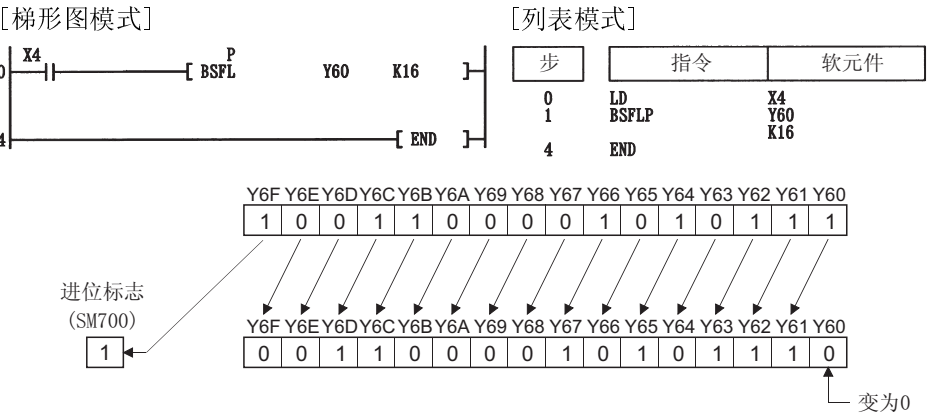 [梯形图模式]
X4 P
0 [ BSFL Y60 K16 ]
4 [ END ]
[列表模式]
步 指令 软元件
0 LD X4
1 BSFLP Y60
K16
4 END
Y6F Y6E Y6D Y6C Y6B Y6A Y69 Y68 Y67 Y66 Y65 Y64 Y63 Y62 Y61 Y60
1 0 0 1 1 0 0 0 0 1 0 1 0 1 1 1
进位标志
(SM700)
Y6F Y6E Y6D Y6C Y6B Y6A Y69 Y68 Y67 Y66 Y65 Y64 Y63 Y62 Y61 Y60
1
0 0 1 1 0 0 0 0 1 0 1 0 1 1 1 0
变为0